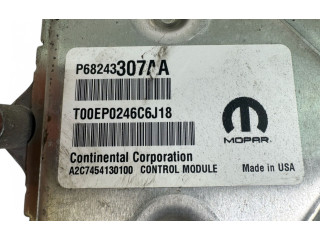 P68243307AA
T00EP0246C6J18
MOPAR
Continental Corporation Made in USA
A2C7454130100 CONTROL MODULE